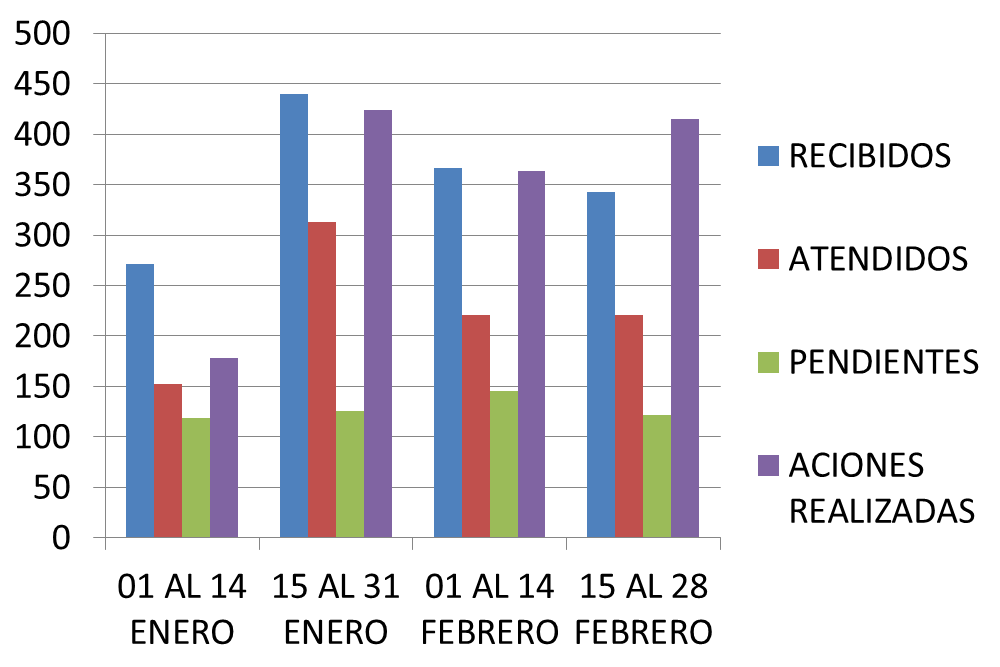 500
450
400
350
300
250
200
150
100
50
0
01 AL 14
ENERO
15 AL 31
ENERO
01 AL 14
FEBRERO
15 AL 28
FEBRERO
RECIBIDOS
ATENDIDOS
PENDIENTES
ACIONES
REALIZADAS